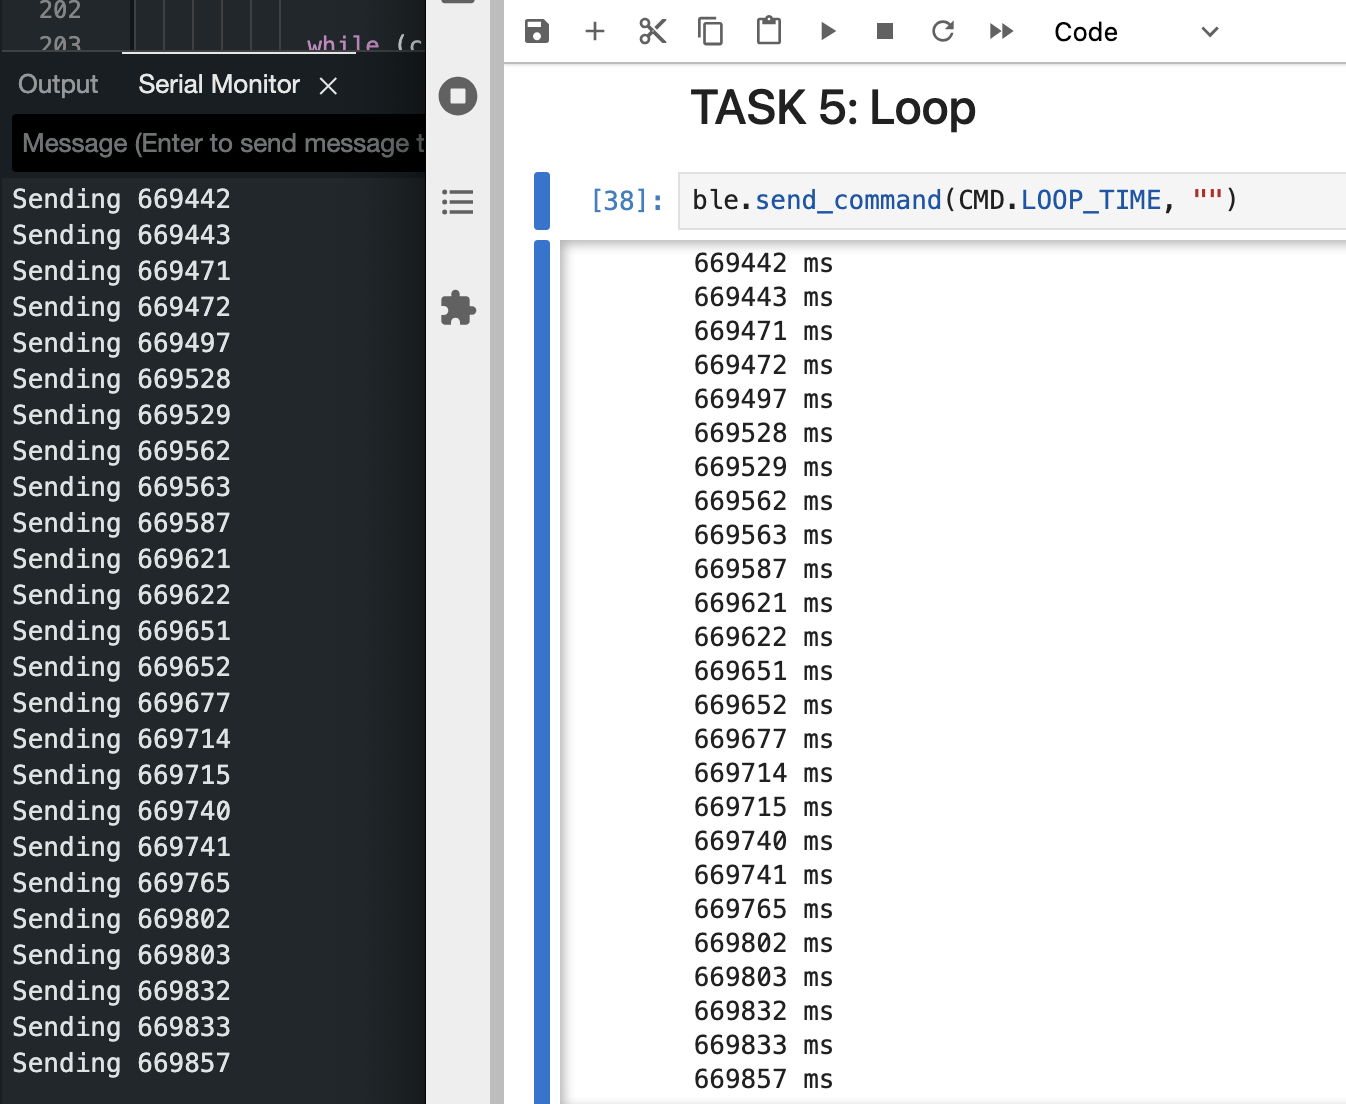 202
203
while (c
Output
Serial Monitor
Message (Enter to send message t
Sending 669442
Sending 669443
Sending 669471
Sending 669472
Sending 669497
Sending 669528
Sending 669529
Sending 669562
Sending 669563
Sending 669587
Sending 669621
Sending 669622
Sending 669651
Sending 669652
Sending 669677
Sending 669714
Sending 669715
Sending 669740
Sending 669741
Sending 669765
Sending 669802
Sending 669803
Sending 669832
Sending 669833
Sending 669857
Code
TASK 5: Loop
[38]:
ble.send_command(CMD.LOOP_TIME, "")
669442 ms
669443 ms
669471 ms
669472 ms
669497 ms
669528 ms
669529 ms
669562 ms
669563 ms
669587 ms
669621 ms
669622 ms
669651 ms
669652 ms
669677 ms
669714 ms
669715 ms
669740 ms
669741 ms
669765 ms
669802 ms
669803 ms
669832 ms
669833 ms
669857 ms